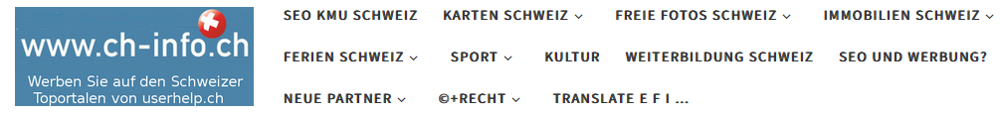 www.ch-info.ch
Werben Sie auf den Schweizer
Toportalen von userhelp.ch
SEO KMU SCHWEIZ KARTEN SCHWEIZ FREIE FOTOS SCHWEIZ IMMOBILIEN SCHWEIZ
FERIEN SCHWEIZ SPORT KULTUR WEITERBILDUNG SCHWEIZ SEO UND WERBUNG?
NEUE PARTNER ©+RECHT TRANSLATE E F I ...